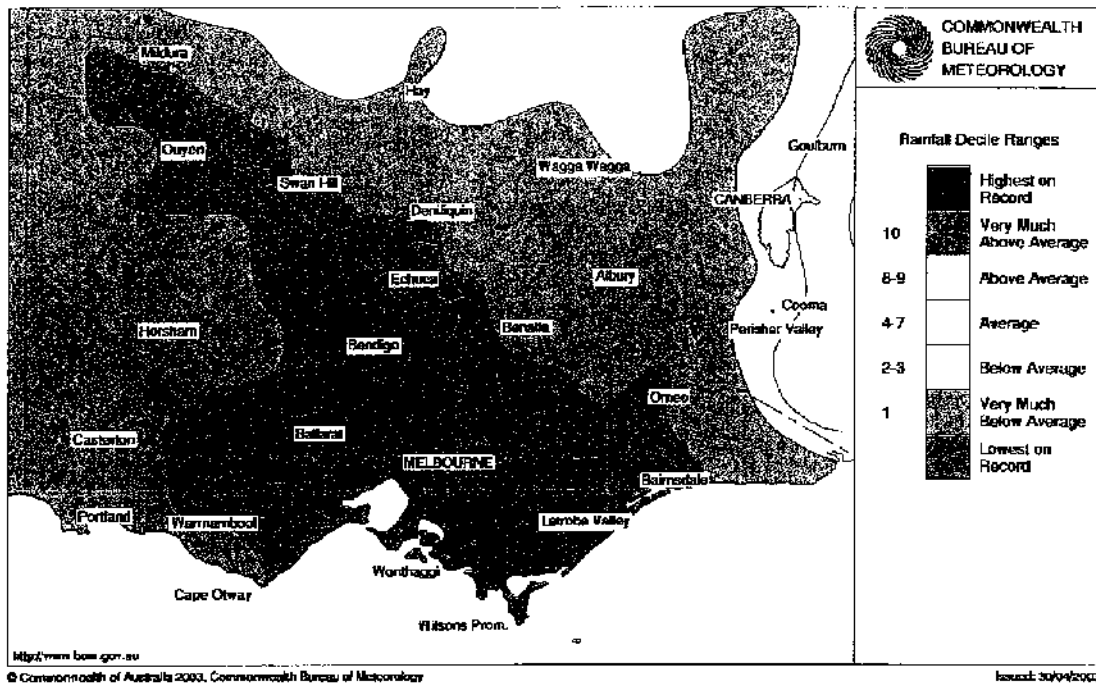 COMMONWEALTH
BUREAU OF
METEOROLOGY
Mildura
Hay
Ouyen
Goulburn
Wagga Wagga
Swan Hill
CANBERRA
Deniliquin
Echuca
Albury
Cooma
Horsham
Benalla
Perisher Valley
Bendigo
Omeo
Casterton
Ballarat
MELBOURNE
Bairnsdale
Portland
Warrnambool
Latrobe Valley
Wonthaggi
Cape Otway
Wilsons Prom.
Rainfall Decile Ranges
Highest on
Record
10 Very Much
Above Average
8-9 Above Average
4-7 Average
2-3 Below Average
1 Very Much
Below Average
Lowest on
Record
http://www.bom.gov.au
© Commonwealth of Australia 2003, Commonwealth Bureau of Meteorology
Issued: 30/04/2003